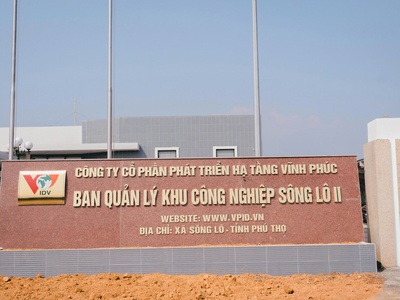 CÔNG TY CỔ PHẦN PHÁT TRIỂN HẠ TẦNG VĨNH PHÚC
BAN QUẢN LÝ KHU CÔNG NGHIỆP SÔNG LÔ II
WEBSITE: WWW.VPID.VN
ĐỊA CHỈ: XÃ SÔNG LÔ - TỈNH PHÚ THỌ
IDV